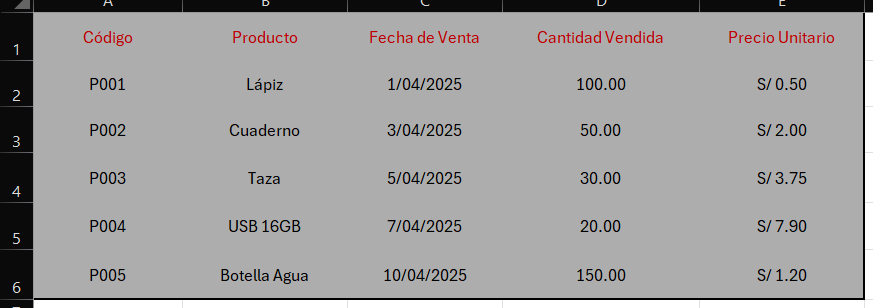 A B C D E
1 Código Producto Fecha de Venta Cantidad Vendida Precio Unitario
2 P001 Lápiz 1/04/2025 100.00 S/ 0.50
3 P002 Cuaderno 3/04/2025 50.00 S/ 2.00
4 P003 Taza 5/04/2025 30.00 S/ 3.75
5 P004 USB 16GB 7/04/2025 20.00 S/ 7.90
6 P005 Botella Agua 10/04/2025 150.00 S/ 1.20